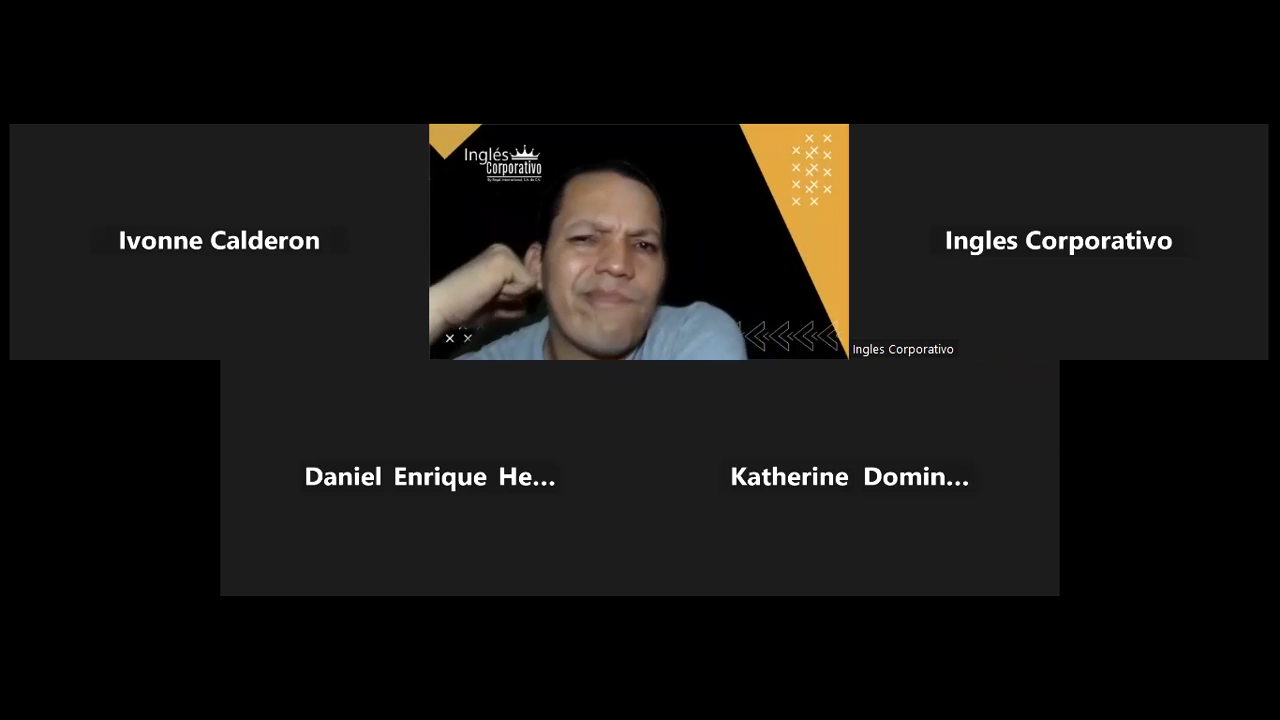 Ivonne Calderon
Inglés
Corporativo
Ingles Corporativo
Ingles Corporativo
Daniel Enrique He...
Katherine Domin...